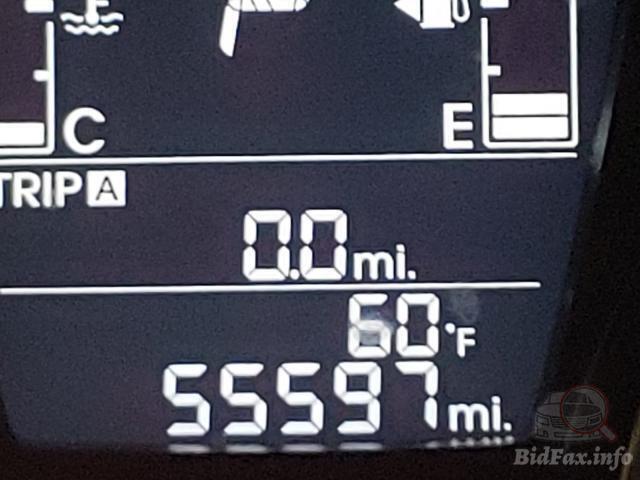 C E
TRIP A
0.0 mi.
60°F
55597 mi.
BidFax.info